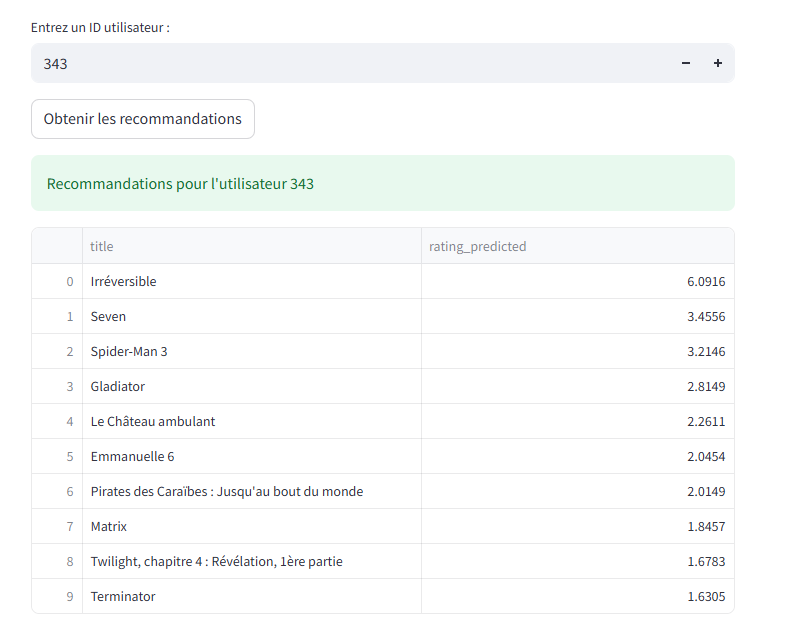 Entrez un ID utilisateur :
343 − +
Obtenir les recommandations
Recommandations pour l'utilisateur 343
title rating_predicted
0 Irréversible 6.0916
1 Seven 3.4556
2 Spider-Man 3 3.2146
3 Gladiator 2.8149
4 Le Château ambulant 2.2611
5 Emmanuelle 6 2.0454
6 Pirates des Caraïbes : Jusqu'au bout du monde 2.0149
7 Matrix 1.8457
8 Twilight, chapitre 4 : Révélation, 1ère partie 1.6783
9 Terminator 1.6305